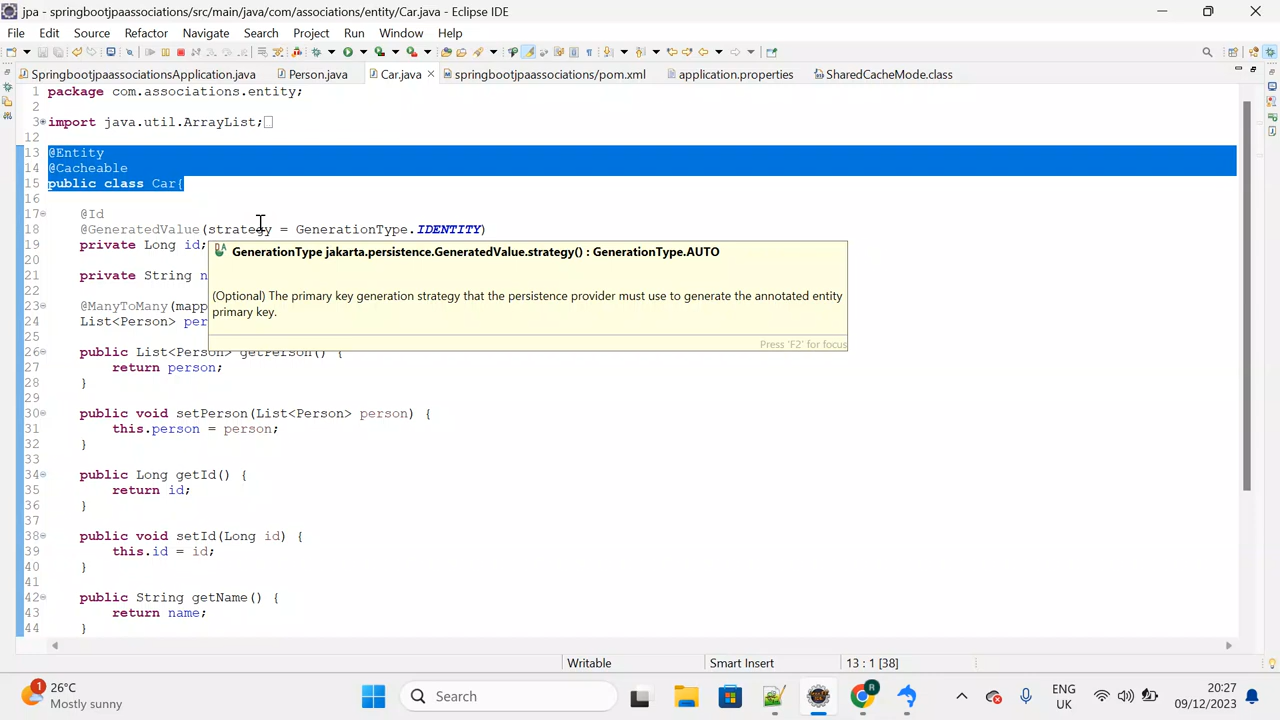 jpa - springbootjpaassociations/src/main/java/com/associations/entity/Car.java - Eclipse IDE
File Edit Source Refactor Navigate Search Project Run Window Help
SpringbootjpaassociationsApplication.java Person.java Car.java springbootjpaassociations/pom.xml application.properties SharedCacheMode.class
1 package com.associations.entity;
2
3 import java.util.ArrayList;
12
13 @Entity
14 @Cacheable
15 public class Car{
16
17 @Id
18 @GeneratedValue(strategy = GenerationType.IDENTITY)
19 private Long id;
GenerationType jakarta.persistence.GeneratedValue.strategy() : GenerationType.AUTO
20
21 private String n
(Optional) The primary key generation strategy that the persistence provider must use to generate the annotated entity
primary key.
22
23 @ManyToMany(mapp
24 List<Person> per
25
Press 'F2' for focus
26 public List<Person> getPerson() {
27 return person;
28 }
29
30 public void setPerson(List<Person> person) {
31 this.person = person;
32 }
33
34 public Long getId() {
35 return id;
36 }
37
38 public void setId(Long id) {
39 this.id = id;
40 }
41
42 public String getName() {
43 return name;
44 }
Writable Smart Insert 13 : 1 [38]
1 26°C
Mostly sunny
Search
R
ENG
UK
20:27
09/12/2023